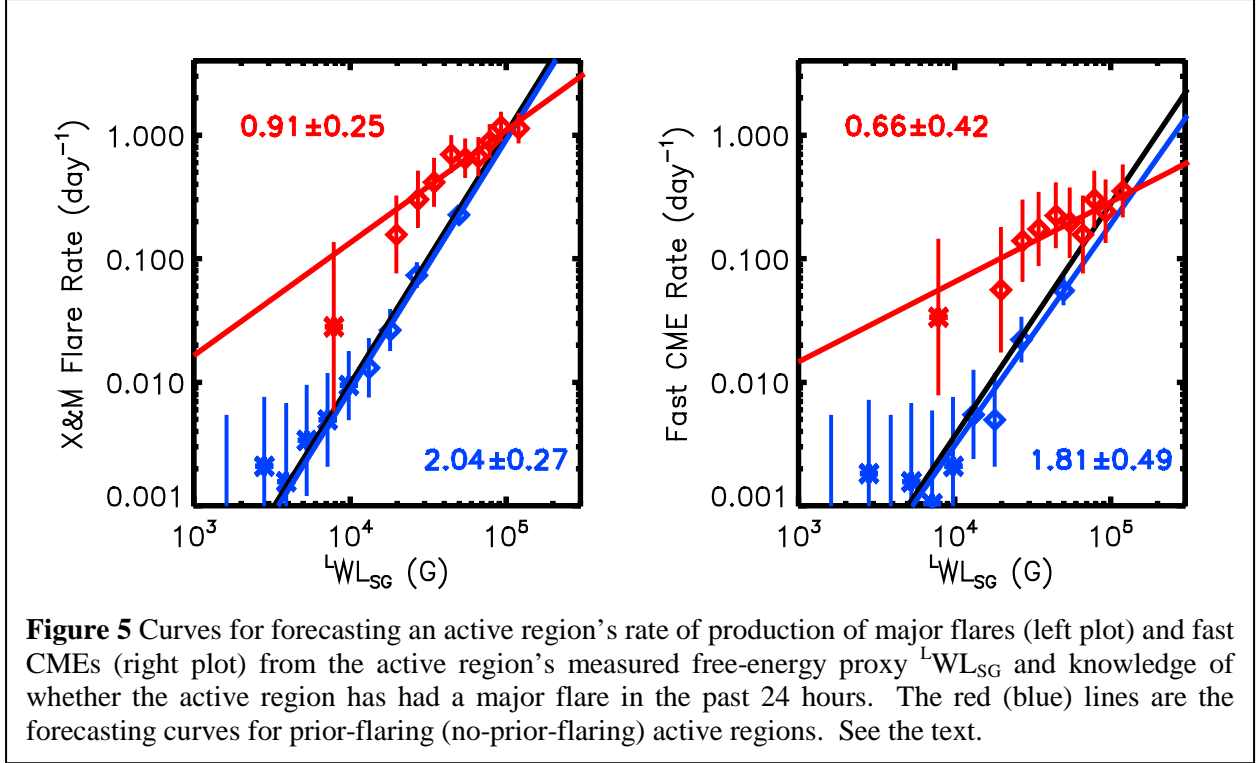 X&M Flare Rate (day⁻¹)
1.000
0.100
0.010
0.001
0.91±0.25
2.04±0.27
10³
10⁴
10⁵
ᴸWLSG (G)
Fast CME Rate (day⁻¹)
1.000
0.100
0.010
0.001
0.66±0.42
1.81±0.49
10³
10⁴
10⁵
ᴸWLSG (G)
Figure 5 Curves for forecasting an active region’s rate of production of major flares (left plot) and fast
CMEs (right plot) from the active region’s measured free-energy proxy ᴸWLSG and knowledge of
whether the active region has had a major flare in the past 24 hours. The red (blue) lines are the
forecasting curves for prior-flaring (no-prior-flaring) active regions. See the text.